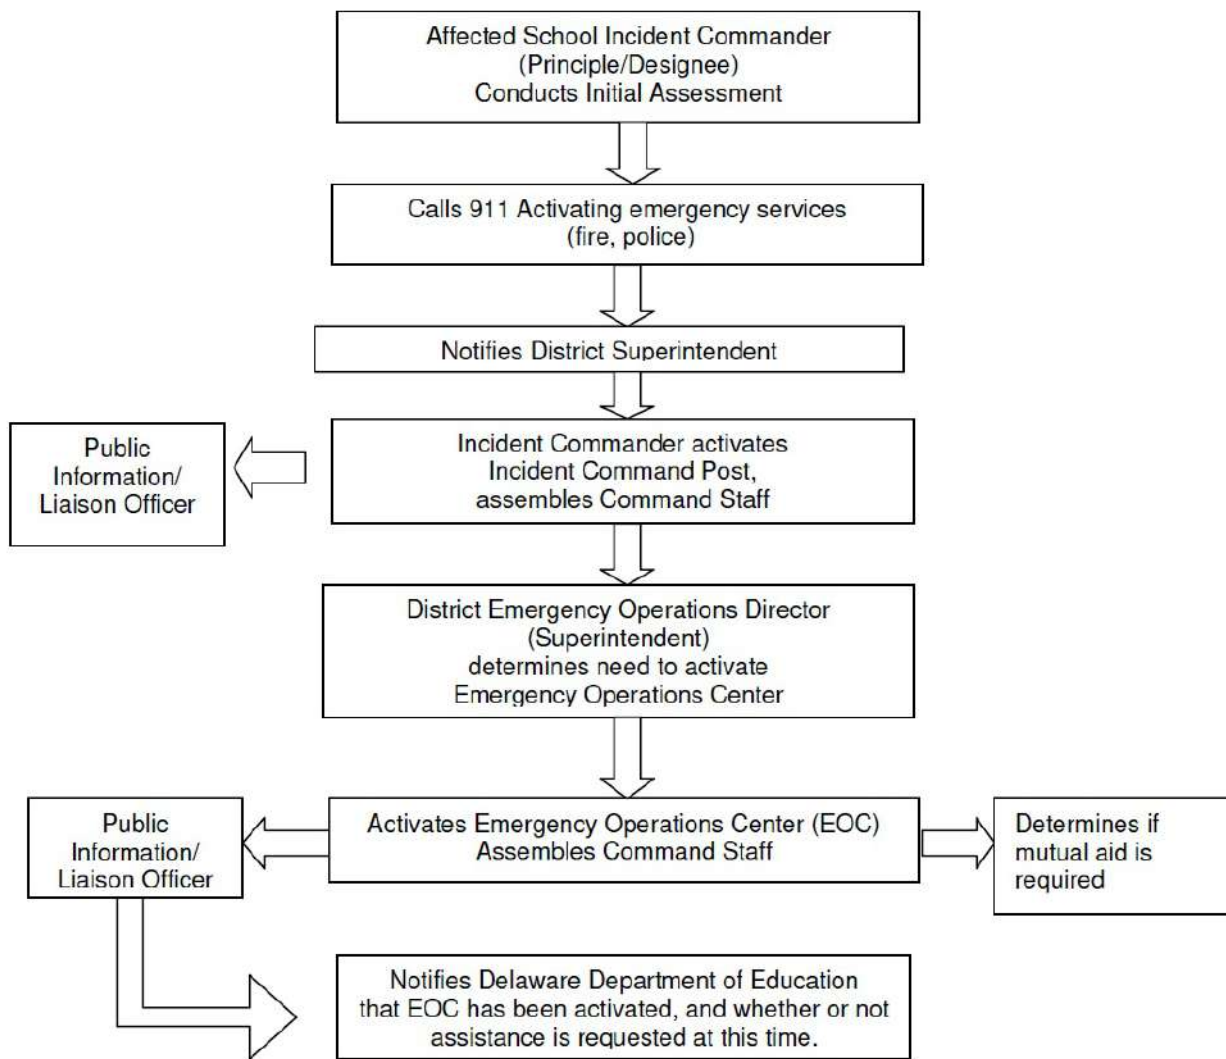 Affected School Incident Commander
(Principle/Designee)
Conducts Initial Assessment
Calls 911 Activating emergency services
(fire, police)
Notifies District Superintendent
Public
Information/
Liaison Officer
Incident Commander activates
Incident Command Post,
assembles Command Staff
District Emergency Operations Director
(Superintendent)
determines need to activate
Emergency Operations Center
Public
Information/
Liaison Officer
Activates Emergency Operations Center (EOC)
Assembles Command Staff
Determines if
mutual aid is
required
Notifies Delaware Department of Education
that EOC has been activated, and whether or not
assistance is requested at this time.